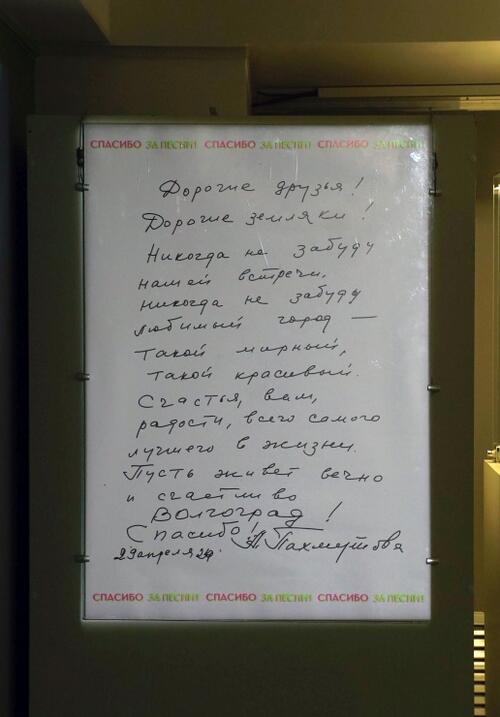 СПАСИБО ЗА ПЕСНИ! СПАСИБО ЗА ПЕСНИ! СПАСИБО ЗА ПЕСНИ!
Дорогие друзья!
Дорогие земляки!
Никогда не забуду
нашей встречи,
никогда не забуду
любимый город —
такой мирный,
такой красивый.
Счастья, вам,
радости, всего самого
лучшего в жизни.
Пусть живет вечно
и счастливо
Волгоград!
Спасибо! А. Пахмутова
29 апреля
СПАСИБО ЗА ПЕСНИ! СПАСИБО ЗА ПЕСНИ! СПАСИБО ЗА ПЕСНИ!